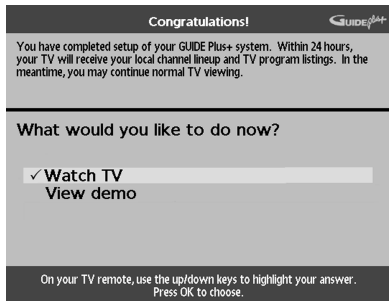 Congratulations!
GUIDE Plus+
You have completed setup of your GUIDE Plus+ system. Within 24 hours,
your TV will receive your local channel lineup and TV program listings. In the
meantime, you may continue normal TV viewing.
What would you like to do now?
✓ Watch TV
View demo
On your TV remote, use the up/down keys to highlight your answer.
Press OK to choose.